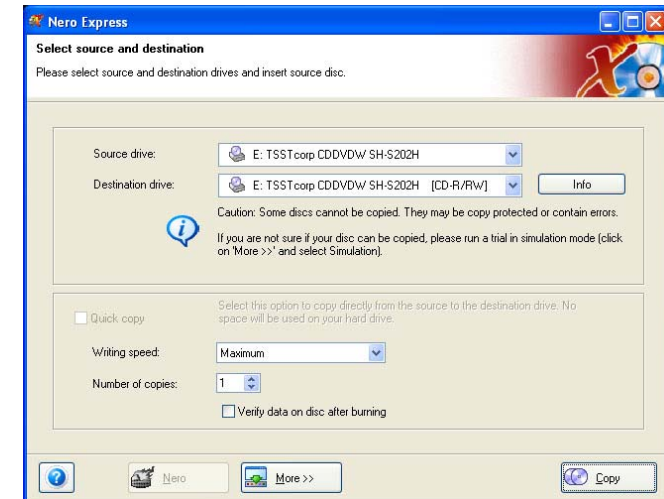 Nero Express
Select source and destination
Please select source and destination drives and insert source disc.
Source drive:
E: TSSTcorp CDDVDW SH-S202H
Destination drive:
E: TSSTcorp CDDVDW SH-S202H [CD-R/RW]
Info
Caution: Some discs cannot be copied. They may be copy protected or contain errors.
If you are not sure if your disc can be copied, please run a trial in simulation mode (click
on 'More >>' and select Simulation).
Quick copy
Select this option to copy directly from the source to the destination drive. No
space will be used on your hard drive.
Writing speed:
Maximum
Number of copies:
1
Verify data on disc after burning
Nero
More >>
Copy